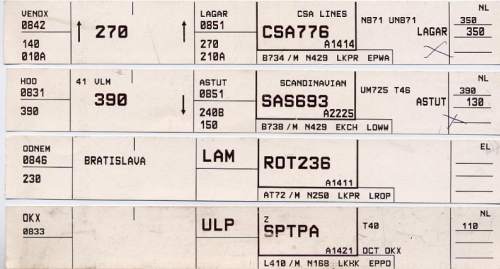 VENOX
0842
140
010A
270
LAGAR
0851
270
210A
CSA LINES
CSA776
A1414
B734/M N429 LKPR EPWA
N871 UN871
LAGAR
NL
350
350
HDO
0831
390
41 VLM
390
ASTUT
0851
240B
150
SCANDINAVIAN
SAS693
A2225
B738/M N429 EKCH LOWW
UM725 T46
ASTUT
NL
390
130
ODNEM
0846
230
BRATISLAVA
LAM
ROT236
A1411
AT72/M N250 LKPR LROP
EL
OKX
0833
ULP
Z
SPTPA
A1421
L410/M N168 LKHK EPPO
T40
DCT OKX
NL
110